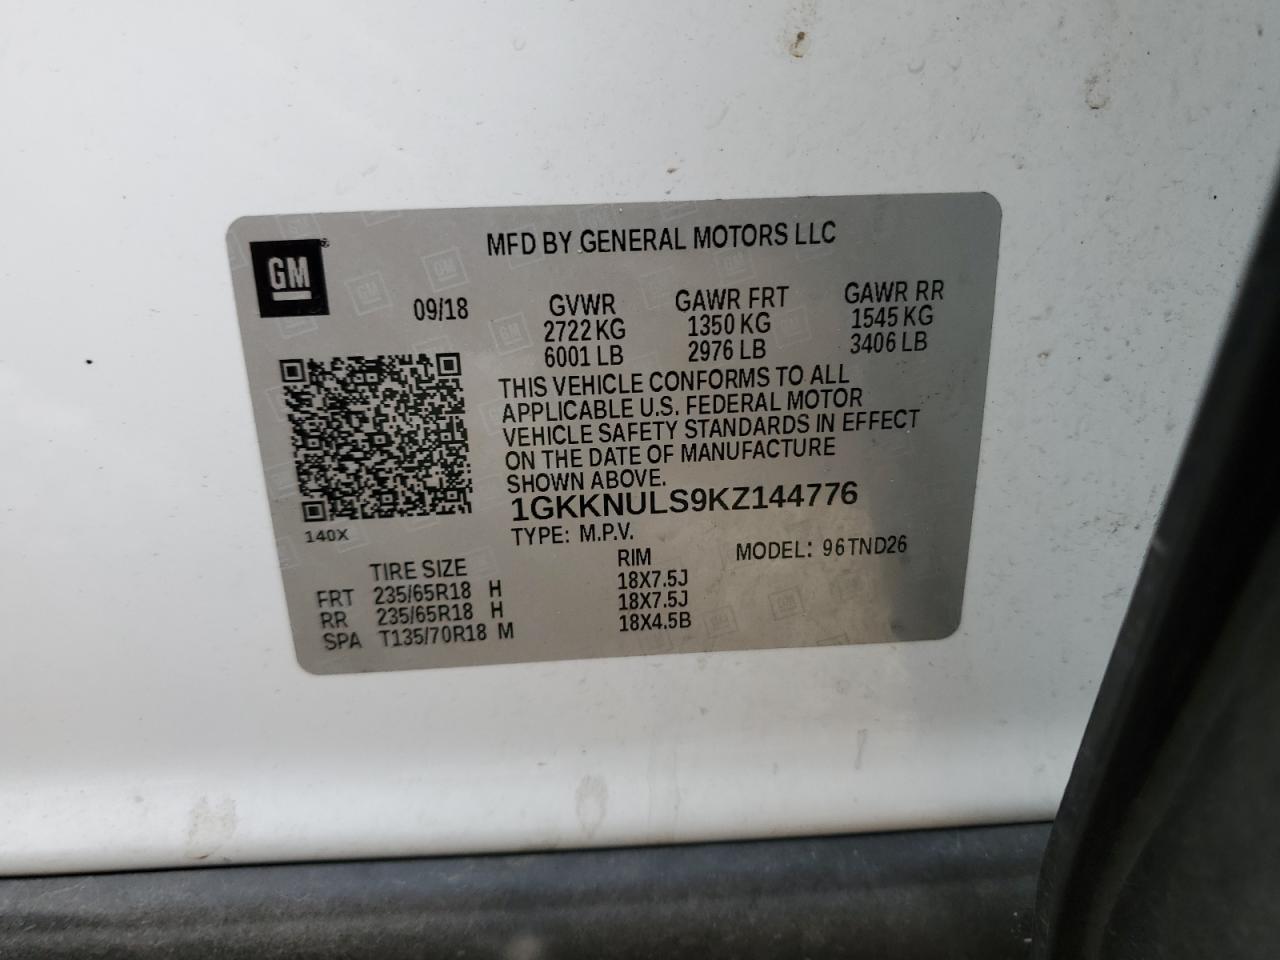 GM
MFD BY GENERAL MOTORS LLC
09/18 GVWR GAWR FRT GAWR RR
2722 KG 1350 KG 1545 KG
6001 LB 2976 LB 3406 LB
THIS VEHICLE CONFORMS TO ALL
APPLICABLE U.S. FEDERAL MOTOR
VEHICLE SAFETY STANDARDS IN EFFECT
ON THE DATE OF MANUFACTURE
SHOWN ABOVE.
1GKKNULS9KZ144776
140X
TYPE: M.P.V.
MODEL: 96TND26
TIRE SIZE RIM
FRT 235/65R18 H 18X7.5J
RR 235/65R18 H 18X7.5J
SPA T135/70R18 M 18X4.5B